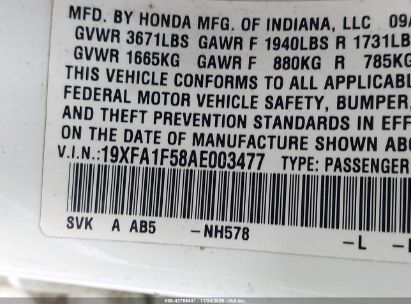 MFD. BY HONDA MFG. OF INDIANA, LLC 09/
GVWR 3671LBS GAWR F 1940LBS R 1731LB
GVWR 1665KG GAWR F 880KG R 785KG
THIS VEHICLE CONFORMS TO ALL APPLICABL
FEDERAL MOTOR VEHICLE SAFETY, BUMPER,
AND THEFT PREVENTION STANDARDS IN EFF
ON THE DATE OF MANUFACTURE SHOWN AB
V.I.N.:19XFA1F58AE003477 TYPE: PASSENGER
SVK A AB5 -NH578 -L -B